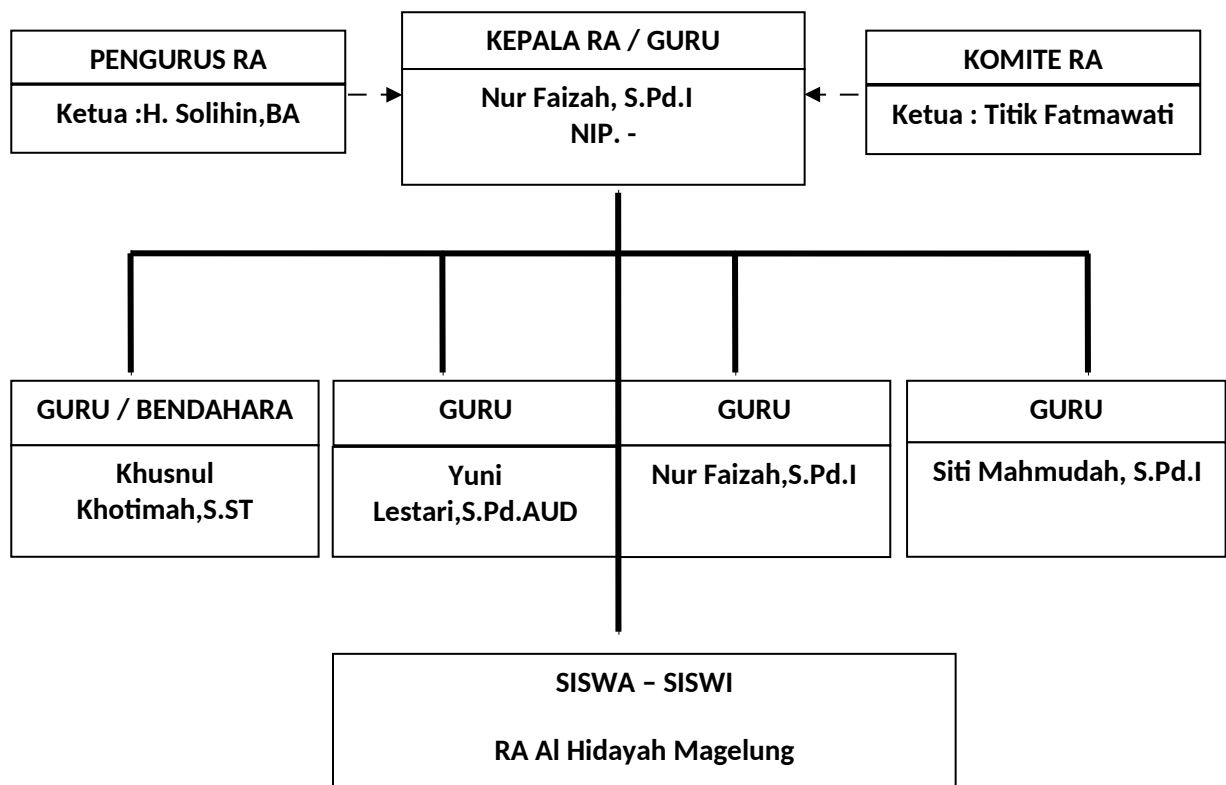 PENGURUS RA
Ketua :H. Solihin,BA
KEPALA RA / GURU
Nur Faizah, S.Pd.I
NIP. -
KOMITE RA
Ketua : Titik Fatmawati
GURU / BENDAHARA
Khusnul
Khotimah,S.ST
GURU
Yuni
Lestari,S.Pd.AUD
GURU
Nur Faizah,S.Pd.I
GURU
Siti Mahmudah, S.Pd.I
SISWA – SISWI
RA Al Hidayah Magelung